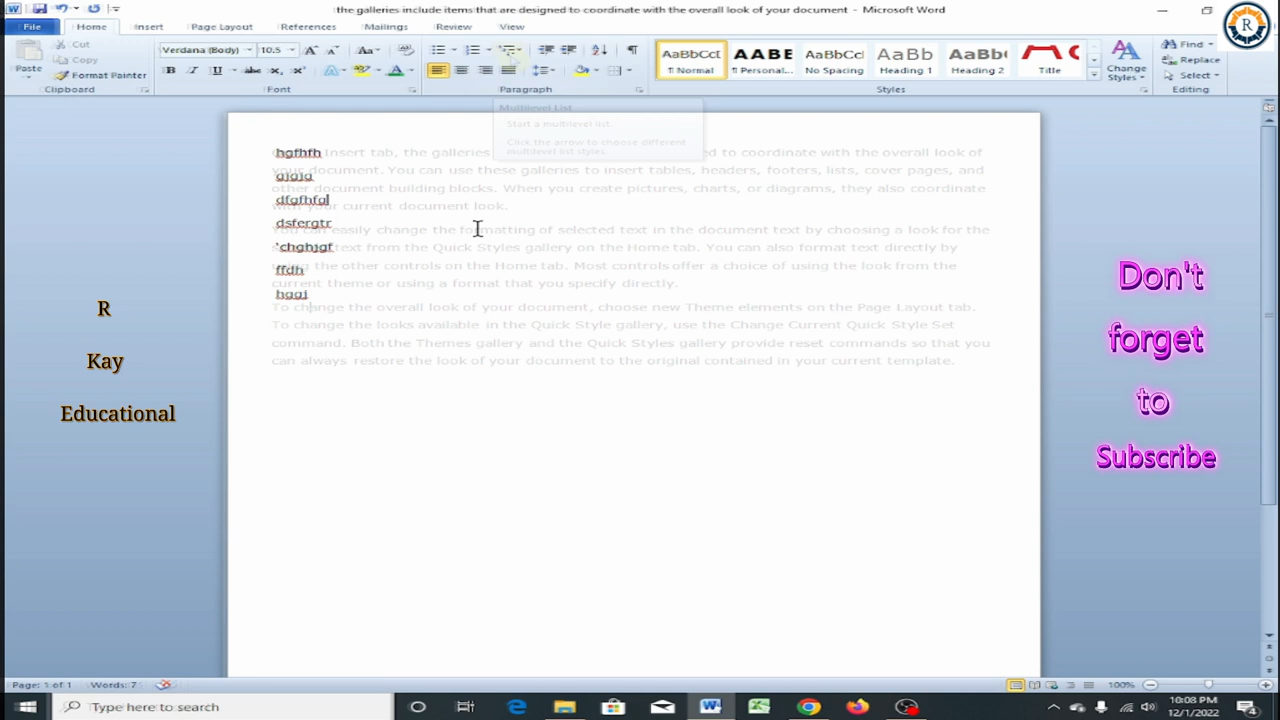 the galleries include items that are designed to coordinate with the overall look of your document - Microsoft Word
R
File Home Insert Page Layout References Mailings Review View
Paste
Cut
Copy
Format Painter
Clipboard
Verdana (Body) 10.5
Font
Paragraph
AaBbCcI AABE AaBbCcI AaBb AaBbCcI
¶ Normal ¶ Personal... No Spacing Heading 1 Heading 2 Title
Styles
Change Styles
Find
Replace
Select
Editing
Multilevel List
Start a multilevel list.
Click the arrow to choose different
multilevel list styles.
hgfhfh
gjgjg
dfgfhfgl
dsfergtr
`chghjgf
ffdh
hggj
Insert tab, the galleries to coordinate with the overall look of
your document. You can use these galleries to insert tables, headers, footers, lists, cover pages, and
other document building blocks. When you create pictures, charts, or diagrams, they also coordinate
with your current document look.
You can easily change the formatting of selected text in the document text by choosing a look for the
text from the Quick Styles gallery on the Home tab. You can also format text directly by
using the other controls on the Home tab. Most controls offer a choice of using the look from the
current theme or using a format that you specify directly.
To change the overall look of your document, choose new Theme elements on the Page Layout tab.
To change the looks available in the Quick Style gallery, use the Change Current Quick Style Set
command. Both the Themes gallery and the Quick Styles gallery provide reset commands so that you
can always restore the look of your document to the original contained in your current template.
R
Kay
Educational
Don't
forget
to
Subscribe
Page: 1 of 1 Words: 7
100%
Type here to search
10:08 PM
12/1/2022
4